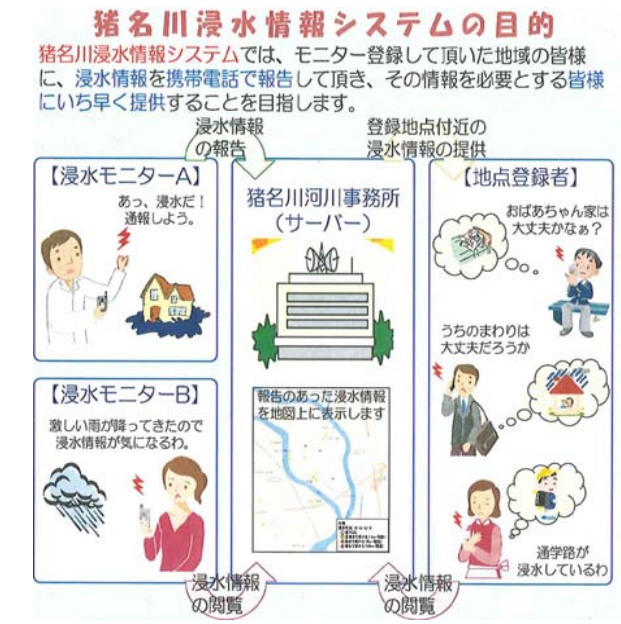 猪名川浸水情報システムの目的
猪名川浸水情報システムでは、モニター登録して頂いた地域の皆様
に、浸水情報を携帯電話で報告して頂き、その情報を必要とする皆様
にいち早く提供することを目指します。
浸水情報
の報告
登録地点付近の
浸水情報の提供
【浸水モニターA】
あっ、浸水だ!
通報しよう。
【浸水モニターB】
激しい雨が降ってきたので
浸水情報が気になるわ。
猪名川河川事務所
(サーバー)
報告のあった浸水情報
を地図上に表示します
【地点登録者】
おばあちゃん家は
大丈夫かなぁ?
うちのまわりは
大丈夫だろうか
通学路が
浸水しているわ
浸水情報
の閲覧
浸水情報
の閲覧